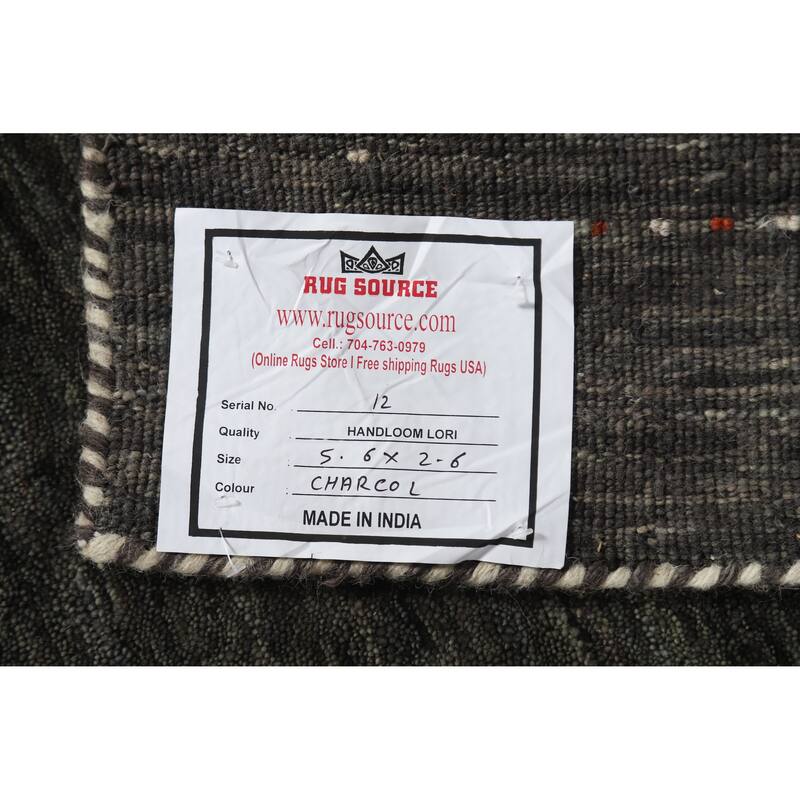 RUG SOURCE
www.rugsource.com
Cell.: 704-763-0979
(Online Rugs Store I Free shipping Rugs USA)
Serial No. : 12
Quality : HANDLOOM LORI
Size : 5.6 X 2-6
Colour : CHARCOL
MADE IN INDIA